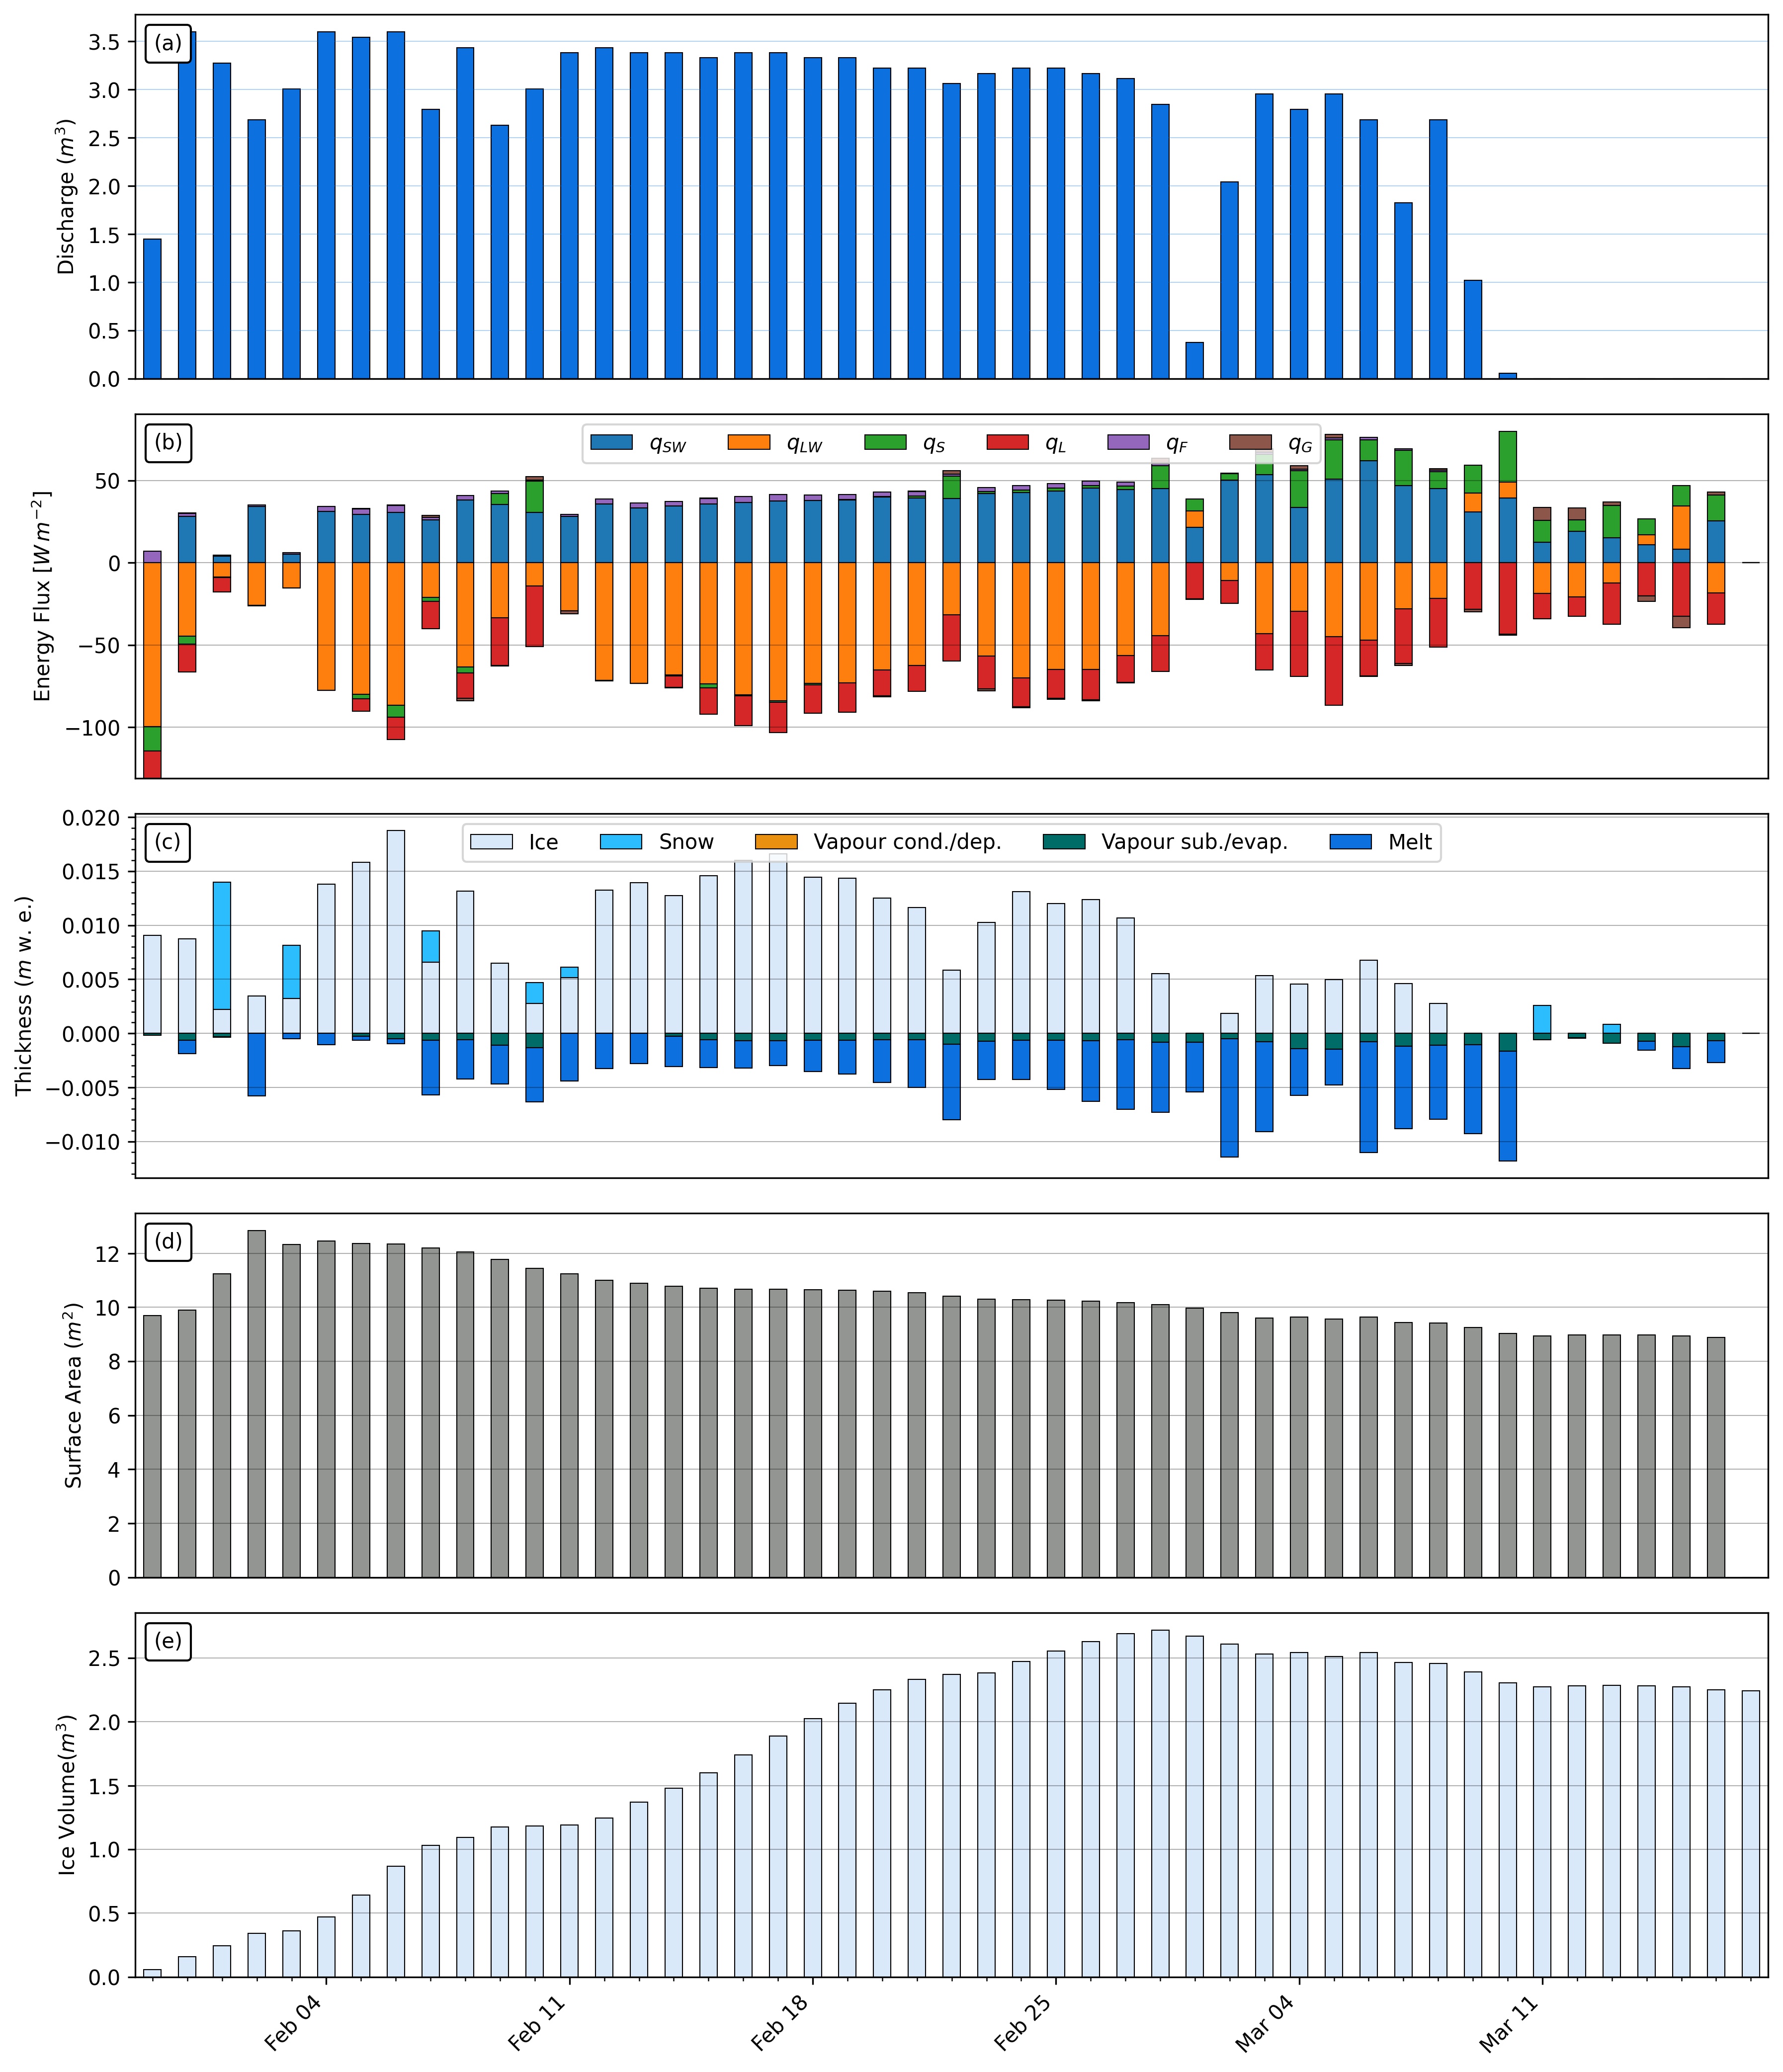 (a)
3.5
3.0
2.5
2.0
1.5
1.0
0.5
0.0
Discharge (m³)
(b)
q_SW q_LW q_S q_L q_F q_G
50
0
−50
−100
Energy Flux [W m⁻²]
(c)
Ice Snow Vapour cond./dep. Vapour sub./evap. Melt
0.020
0.015
0.010
0.005
0.000
−0.005
−0.010
Thickness (m w. e.)
(d)
12
10
8
6
4
2
0
Surface Area (m²)
(e)
2.5
2.0
1.5
1.0
0.5
0.0
Ice Volume(m³)
Feb 04 Feb 11 Feb 18 Feb 25 Mar 04 Mar 11